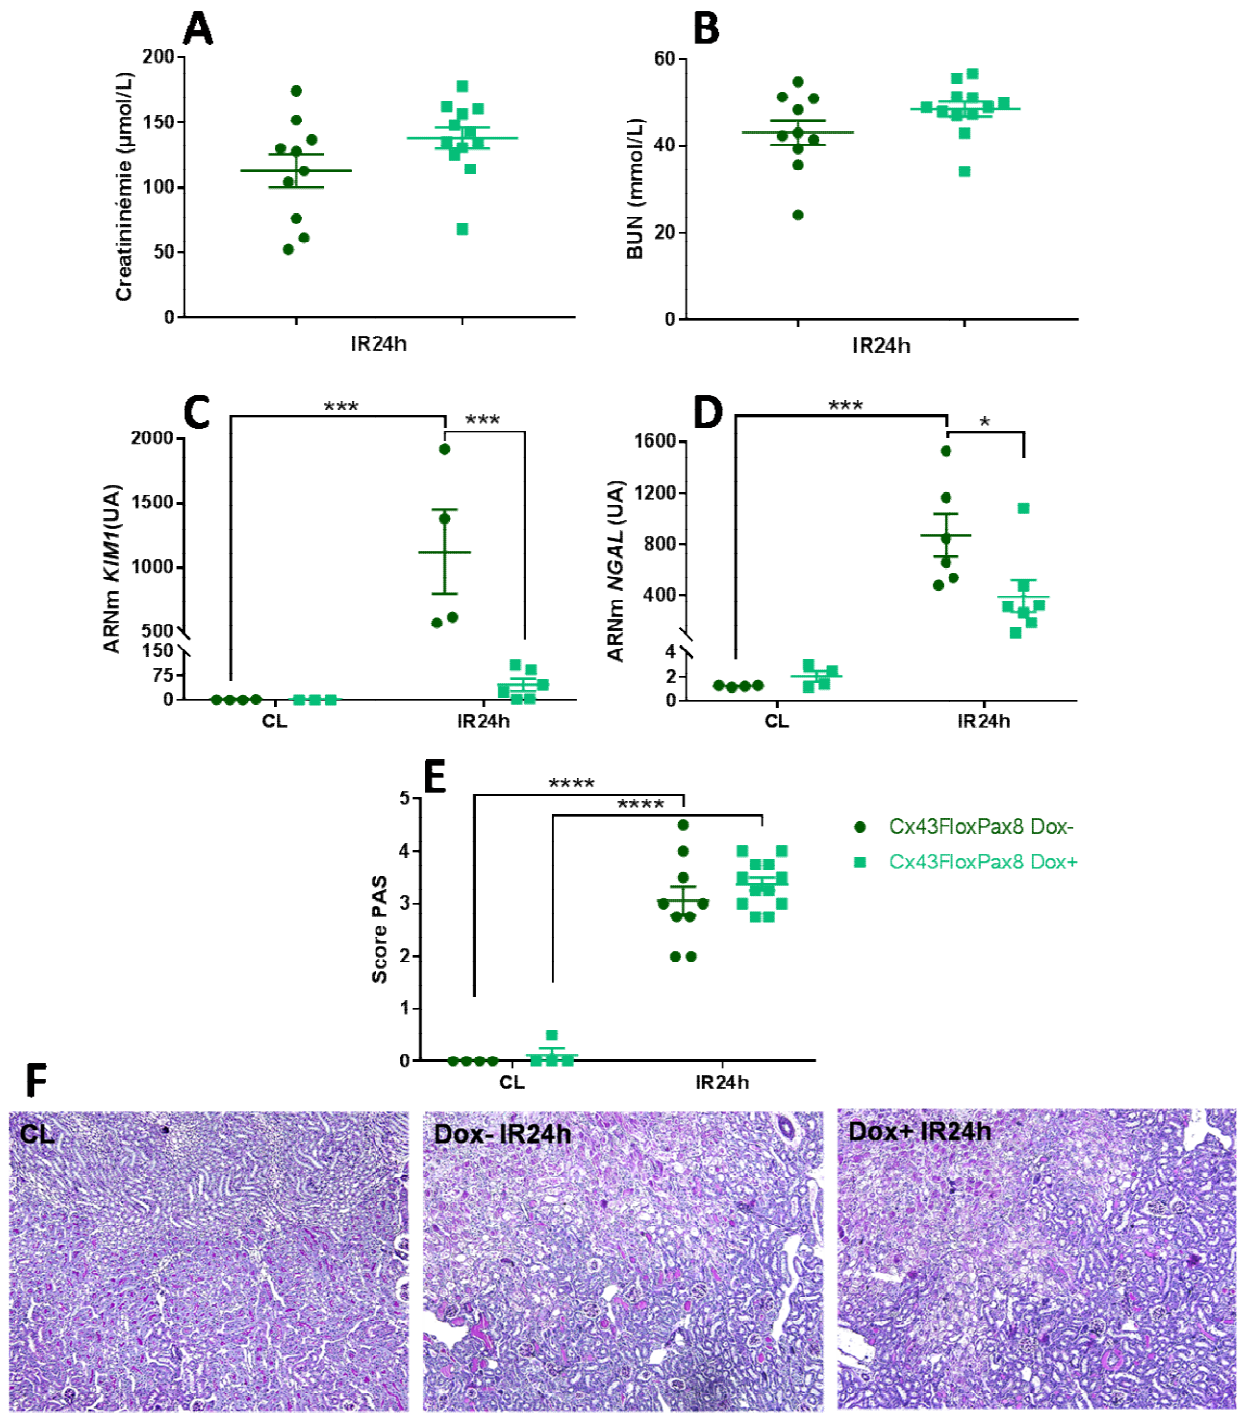 A
Creatininémie (µmol/L)
200
150
100
50
0
IR24h
B
BUN (mmol/L)
60
40
20
0
IR24h
C
ARNm KIM1(UA)
2000
1500
1000
500
150
75
0
***
***
CL
IR24h
D
ARNm NGAL (UA)
1600
1200
800
400
4
2
0
***
*
CL
IR24h
E
Score PAS
5
4
3
2
1
0
****
****
CL
IR24h
Cx43FloxPax8 Dox-
Cx43FloxPax8 Dox+
F
CL
Dox- IR24h
Dox+ IR24h